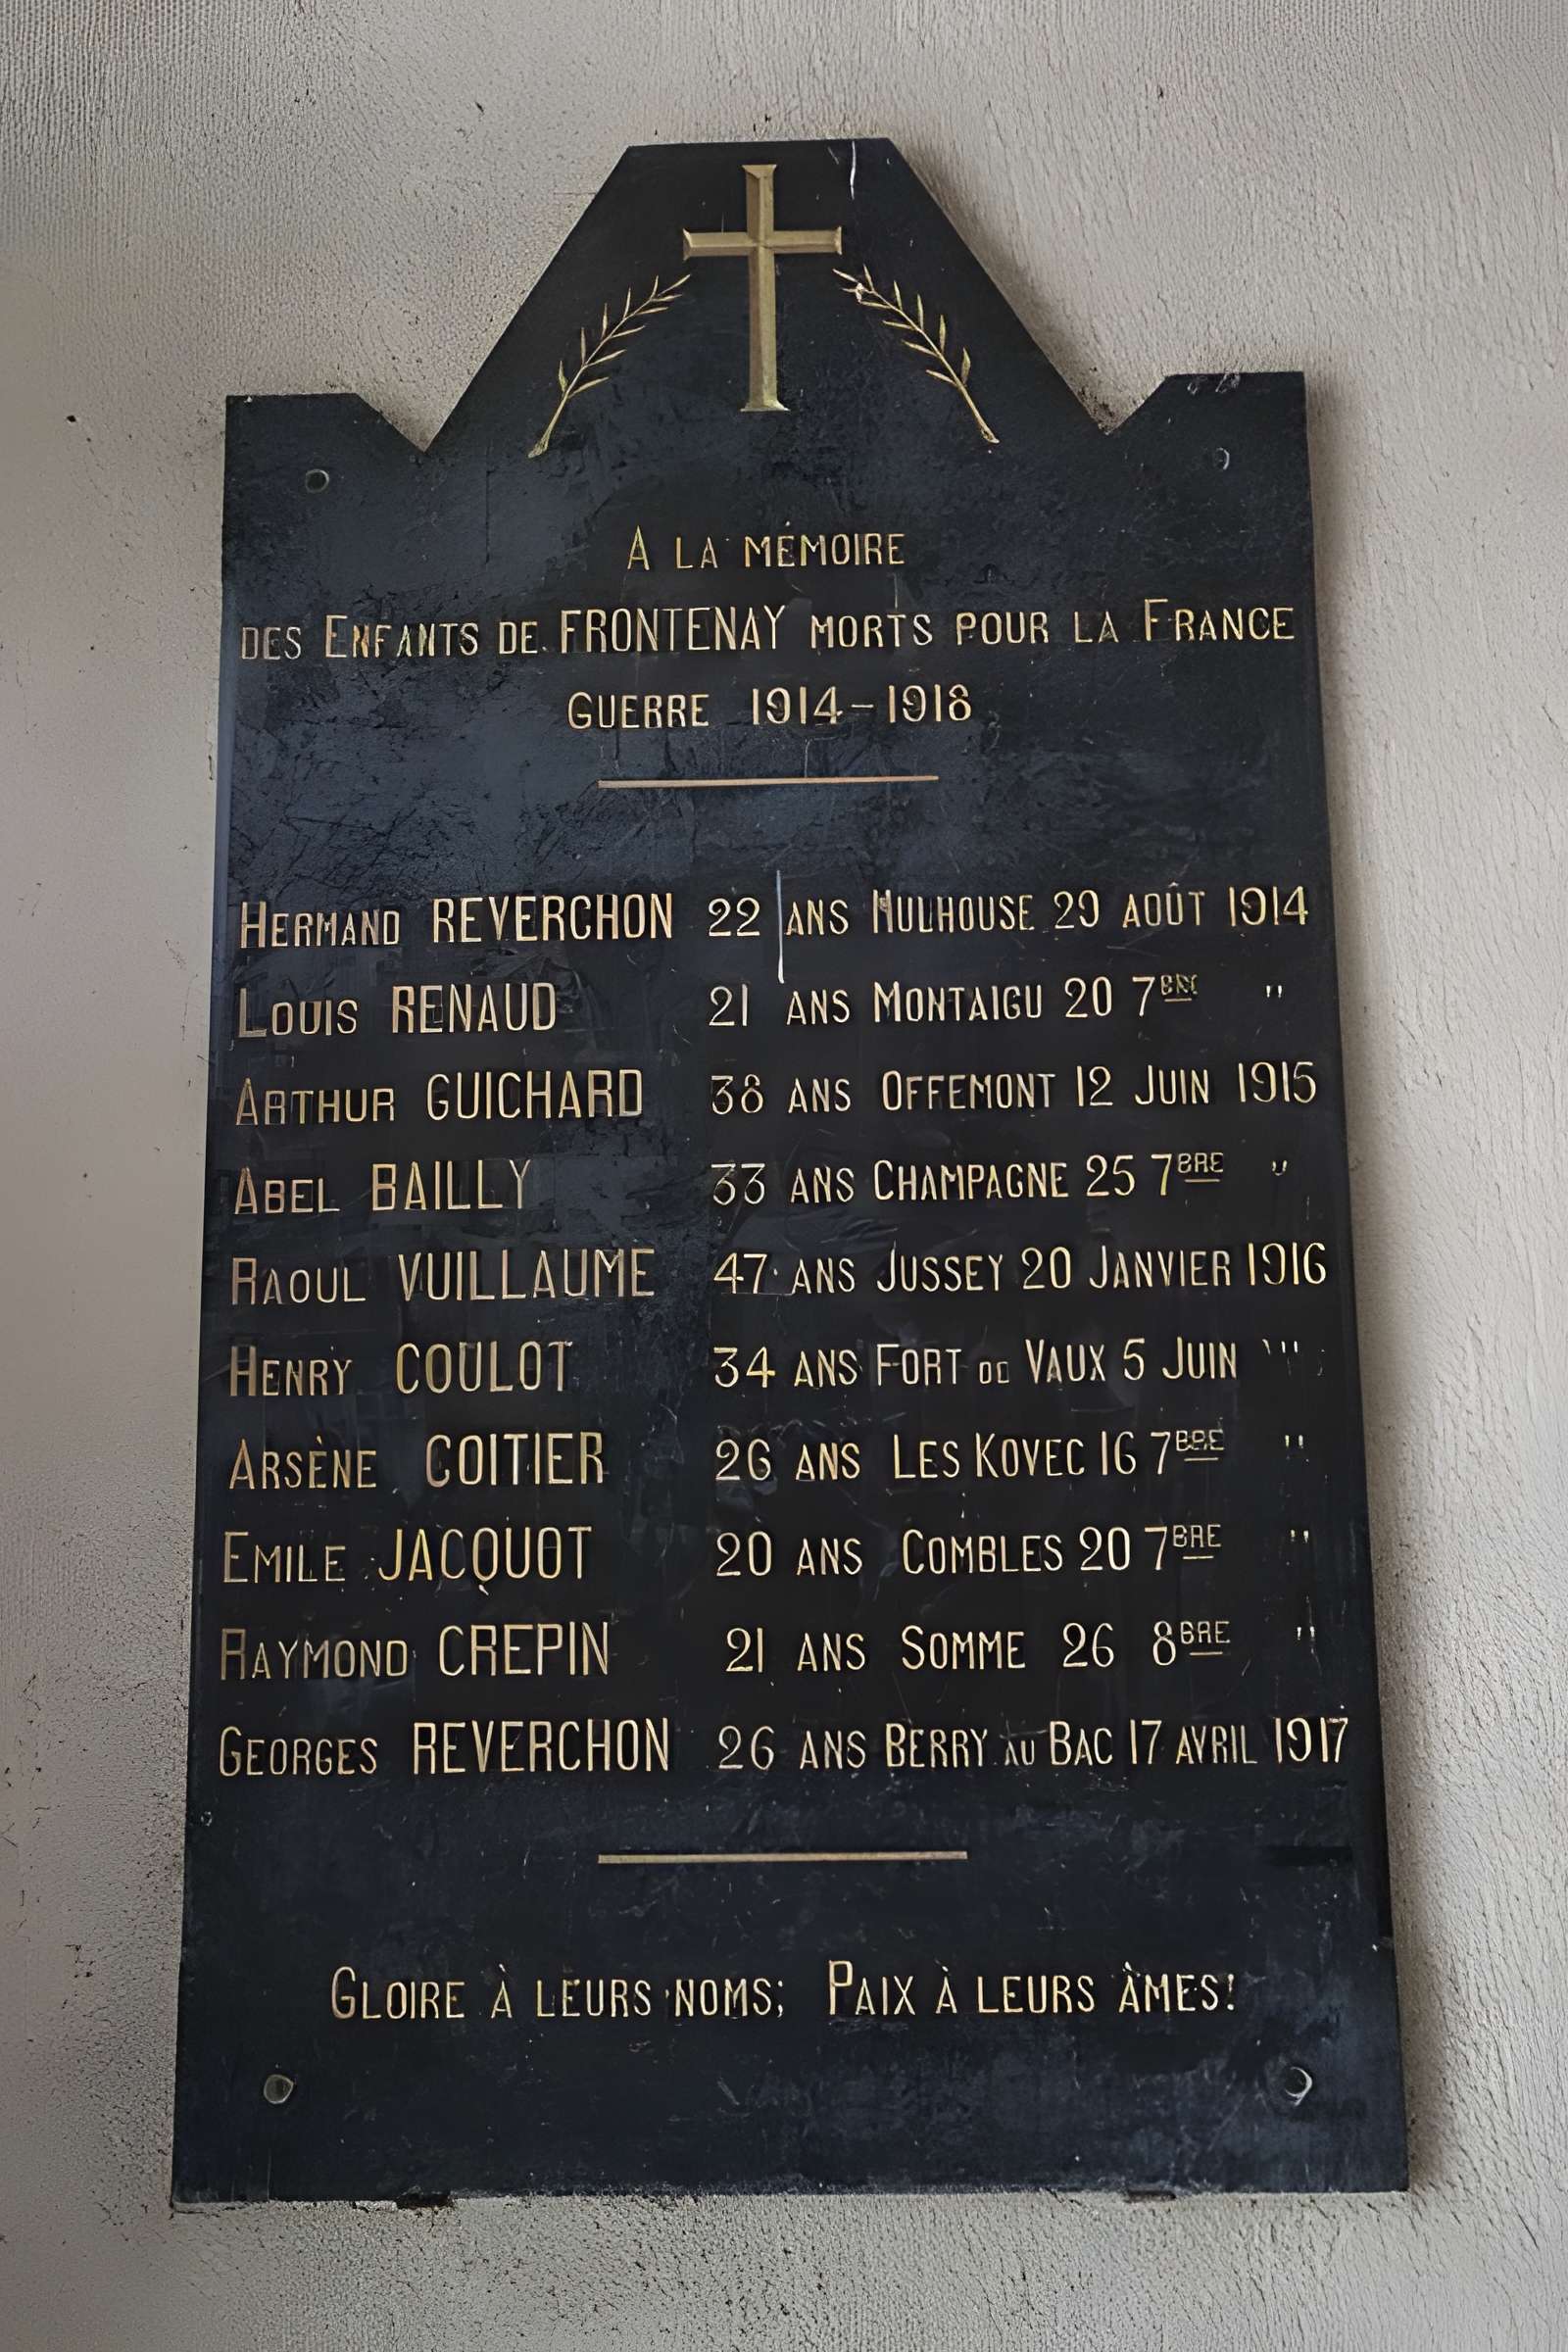 A LA MÉMOIRE
DES ENFANTS DE FRONTENAY MORTS POUR LA FRANCE
GUERRE 1914-1918
HERMAND REVERCHON 22 ANS MULHOUSE 29 AOÛT 1914
LOUIS RENAUD 21 ANS MONTAIGU 20 7BRE "
ARTHUR GUICHARD 38 ANS OFFEMONT 12 JUIN 1915
ABEL BAILLY 33 ANS CHAMPAGNE 25 7BRE "
RAOUL VUILLAUME 47 ANS JUSSEY 20 JANVIER 1916
HENRY COULOT 34 ANS FORT DE VAUX 5 JUIN "
ARSÈNE COITIER 26 ANS LES KOVEC 16 7BRE "
EMILE JACQUOT 20 ANS COMBLES 20 7BRE "
RAYMOND CREPIN 21 ANS SOMME 26 8BRE "
GEORGES REVERCHON 26 ANS BERRY AU BAC 17 AVRIL 1917
GLOIRE À LEURS NOMS; PAIX À LEURS ÂMES!